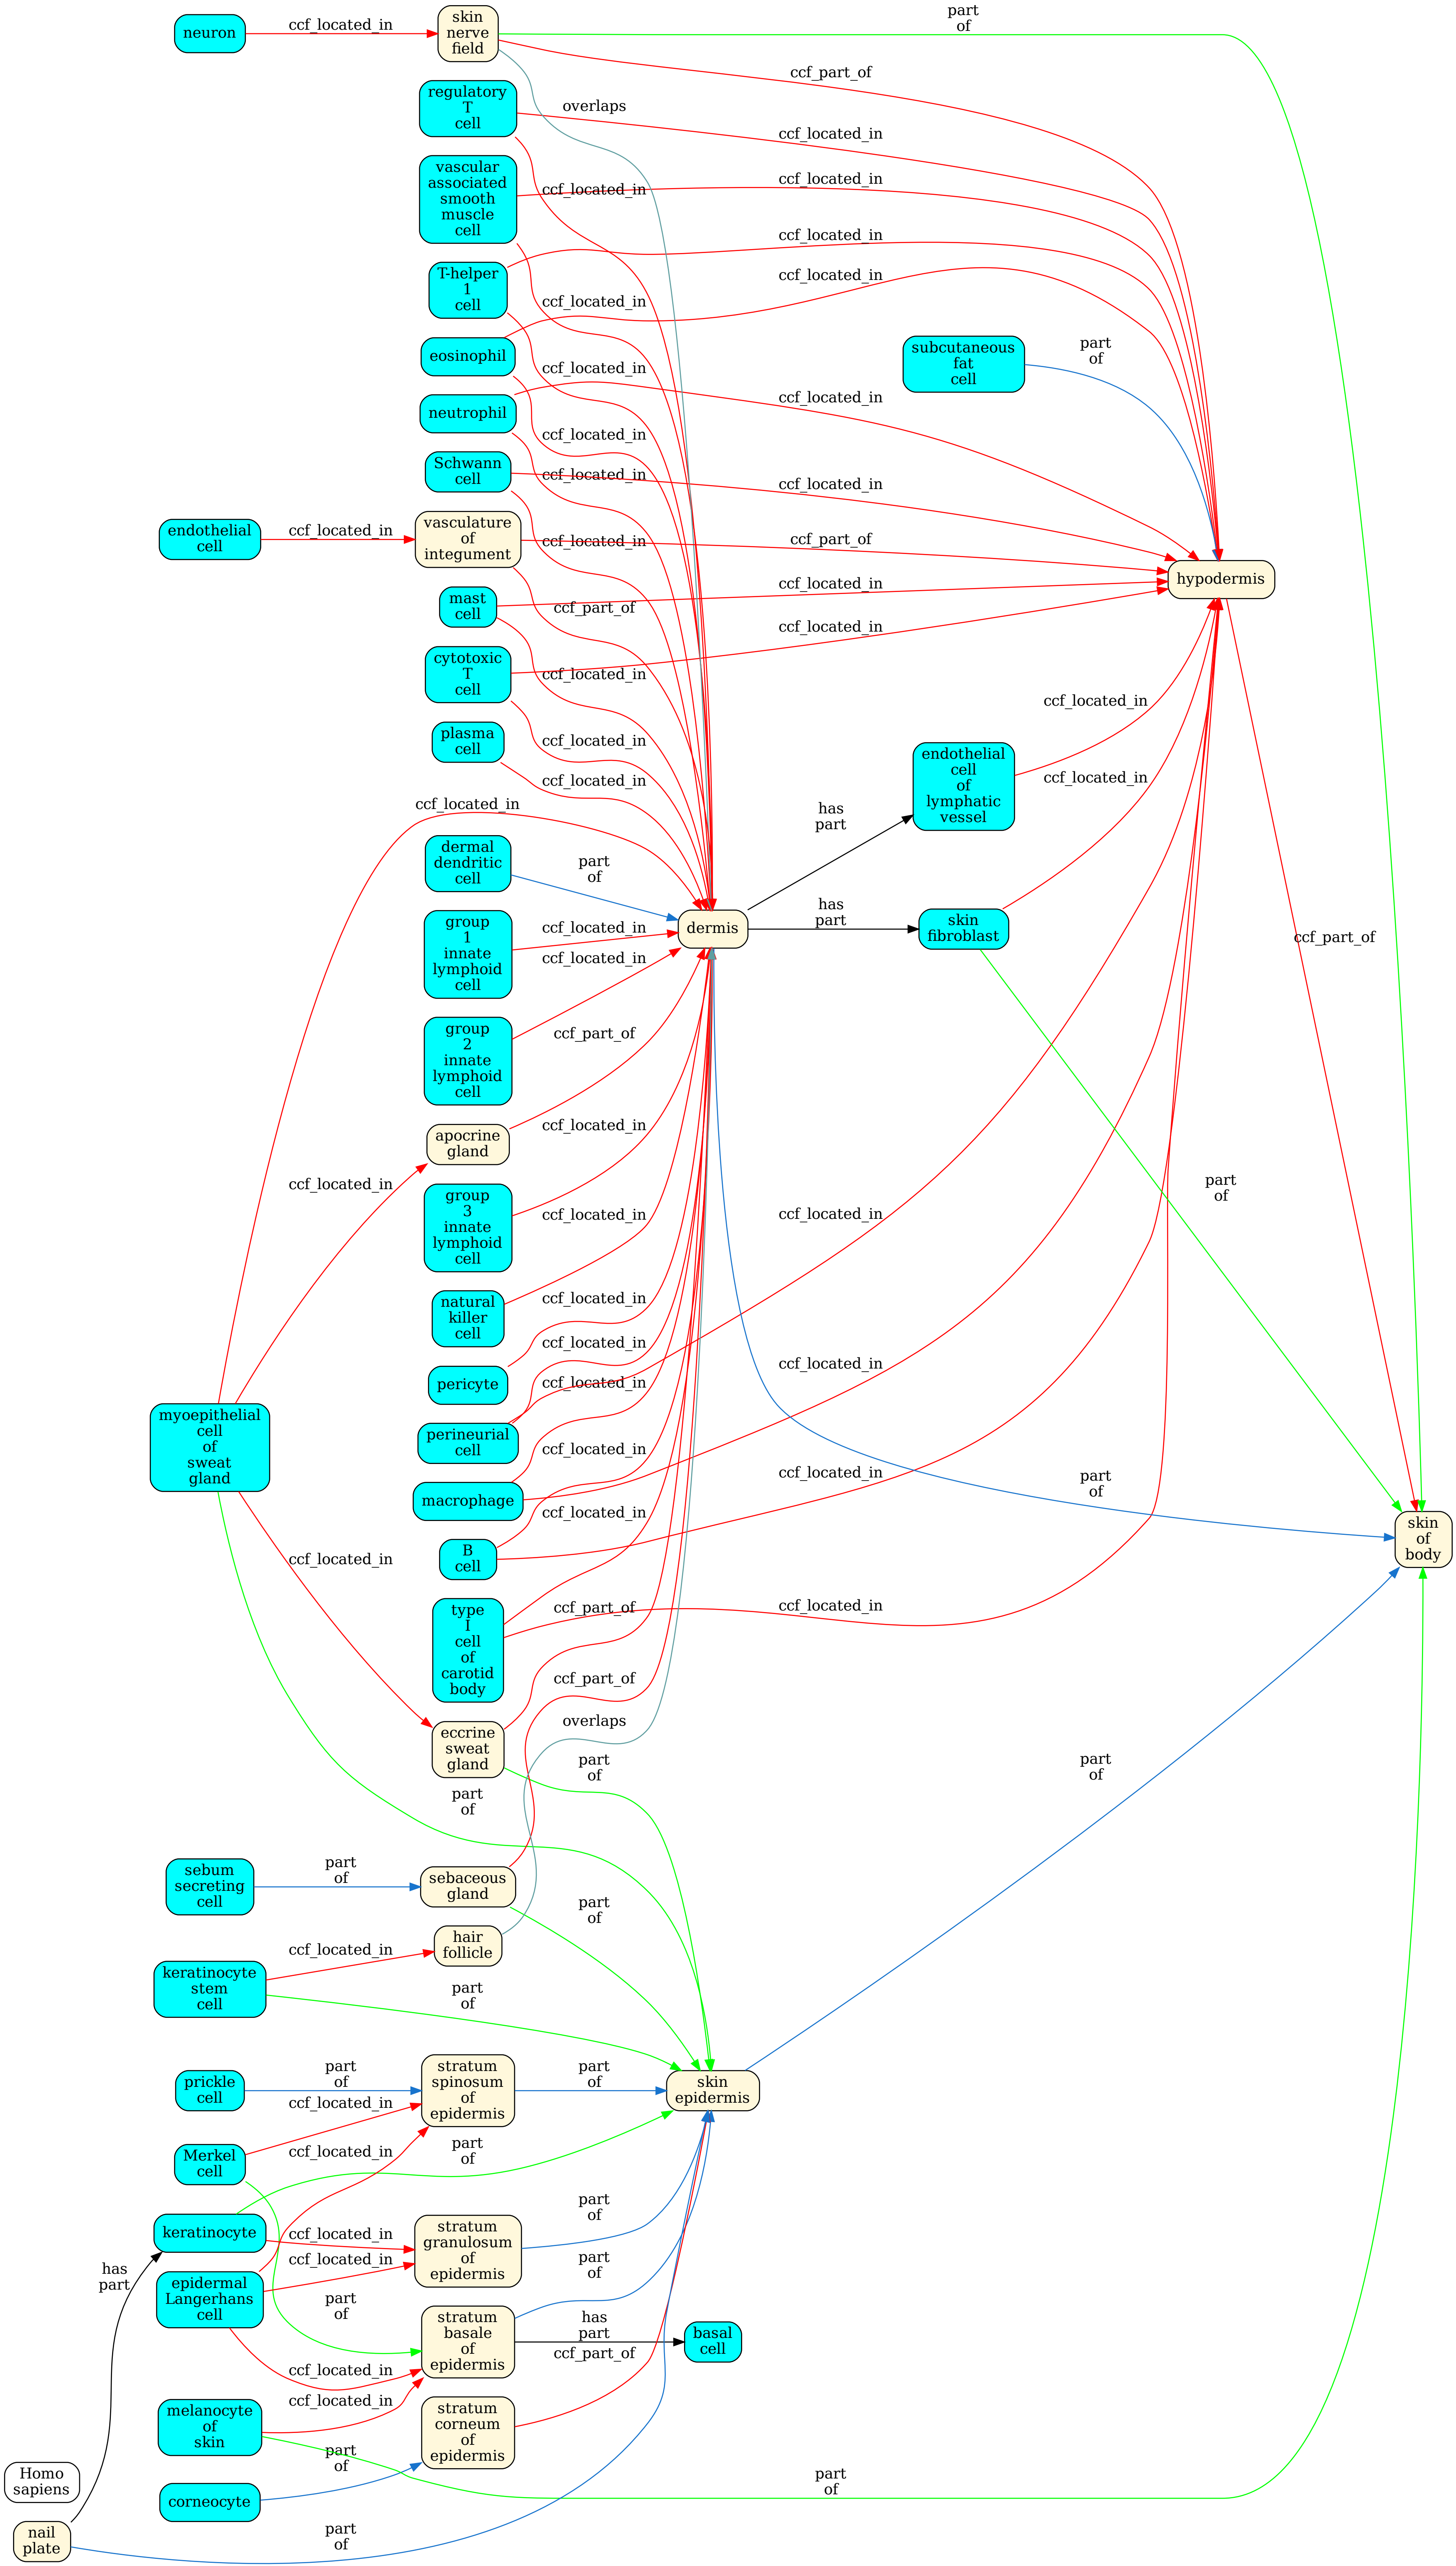 neuron
ccf_located_in
skin
nerve
field
part
of
ccf_part_of
overlaps
regulatory
T
cell
ccf_located_in
ccf_located_in
vascular
associated
smooth
muscle
cell
ccf_located_in
ccf_located_in
T-helper
1
cell
ccf_located_in
ccf_located_in
eosinophil
ccf_located_in
ccf_located_in
subcutaneous
fat
cell
part
of
neutrophil
ccf_located_in
ccf_located_in
Schwann
cell
ccf_located_in
ccf_located_in
endothelial
cell
ccf_located_in
vasculature
of
integument
ccf_part_of
ccf_part_of
hypodermis
mast
cell
ccf_located_in
ccf_located_in
cytotoxic
T
cell
ccf_located_in
ccf_located_in
plasma
cell
ccf_located_in
ccf_located_in
endothelial
cell
of
lymphatic
vessel
ccf_located_in
ccf_located_in
has
part
dermal
dendritic
cell
part
of
dermis
has
part
skin
fibroblast
ccf_part_of
group
1
innate
lymphoid
cell
ccf_located_in
ccf_located_in
group
2
innate
lymphoid
cell
ccf_part_of
apocrine
gland
ccf_located_in
ccf_located_in
group
3
innate
lymphoid
cell
ccf_located_in
part
of
ccf_located_in
natural
killer
cell
ccf_located_in
pericyte
ccf_located_in
ccf_located_in
ccf_located_in
myoepithelial
cell
of
sweat
gland
perineurial
cell
ccf_located_in
macrophage
ccf_located_in
part
of
skin
of
body
ccf_located_in
B
cell
ccf_located_in
type
I
cell
of
carotid
body
ccf_part_of
ccf_located_in
ccf_part_of
eccrine
sweat
gland
overlaps
part
of
part
of
part
of
sebum
secreting
cell
part
of
sebaceous
gland
part
of
hair
follicle
ccf_located_in
keratinocyte
stem
cell
part
of
prickle
cell
part
of
stratum
spinosum
of
epidermis
part
of
skin
epidermis
ccf_located_in
Merkel
cell
ccf_located_in
part
of
keratinocyte
ccf_located_in
stratum
granulosum
of
epidermis
part
of
has
part
ccf_located_in
epidermal
Langerhans
cell
part
of
part
of
stratum
basale
of
epidermis
has
part
basal
cell
ccf_part_of
ccf_located_in
ccf_located_in
melanocyte
of
skin
stratum
corneum
of
epidermis
part
of
part
of
Homo
sapiens
corneocyte
nail
plate
part
of